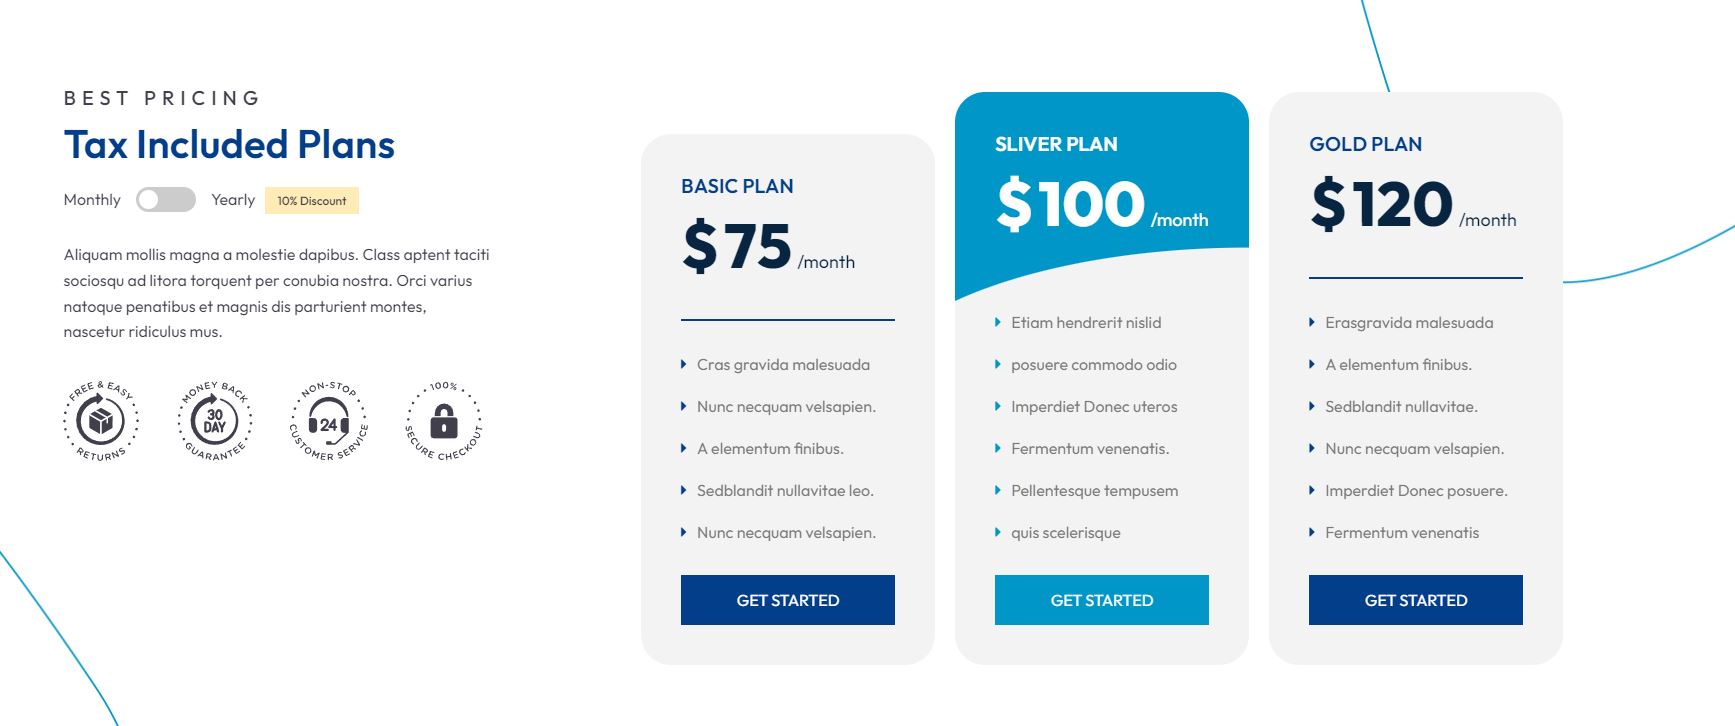 BEST PRICING
Tax Included Plans
Monthly Yearly 10% Discount
Aliquam mollis magna a molestie dapibus. Class aptent taciti
sociosqu ad litora torquent per conubia nostra. Orci varius
natoque penatibus et magnis dis parturient montes,
nascetur ridiculus mus.
FREE & EASY
RETURNS
MONEY BACK
30
DAY
GUARANTEE
NON-STOP
24
CUSTOMER SERVICE
100%
SECURE CHECKOUT
BASIC PLAN
$75 /month
Cras gravida malesuada
Nunc necquam velsapien.
A elementum finibus.
Sedblandit nullavitae leo.
Nunc necquam velsapien.
GET STARTED
SLIVER PLAN
$100 /month
Etiam hendrerit nislid
posuere commodo odio
Imperdiet Donec uteros
Fermentum venenatis.
Pellentesque tempusem
quis scelerisque
GET STARTED
GOLD PLAN
$120 /month
Erasgravida malesuada
A elementum finibus.
Sedblandit nullavitae.
Nunc necquam velsapien.
Imperdiet Donec posuere.
Fermentum venenatis
GET STARTED